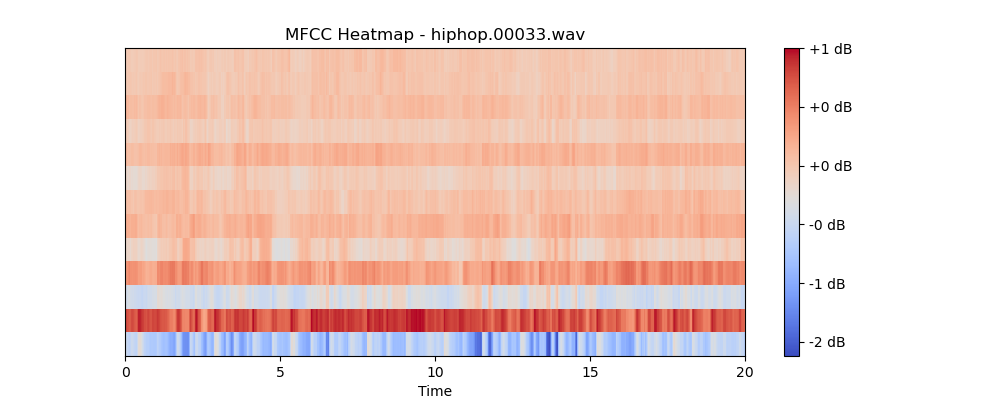 MFCC Heatmap - hiphop.00033.wav
+1 dB
+0 dB
+0 dB
-0 dB
-1 dB
-2 dB
0 5 10 15 20
Time